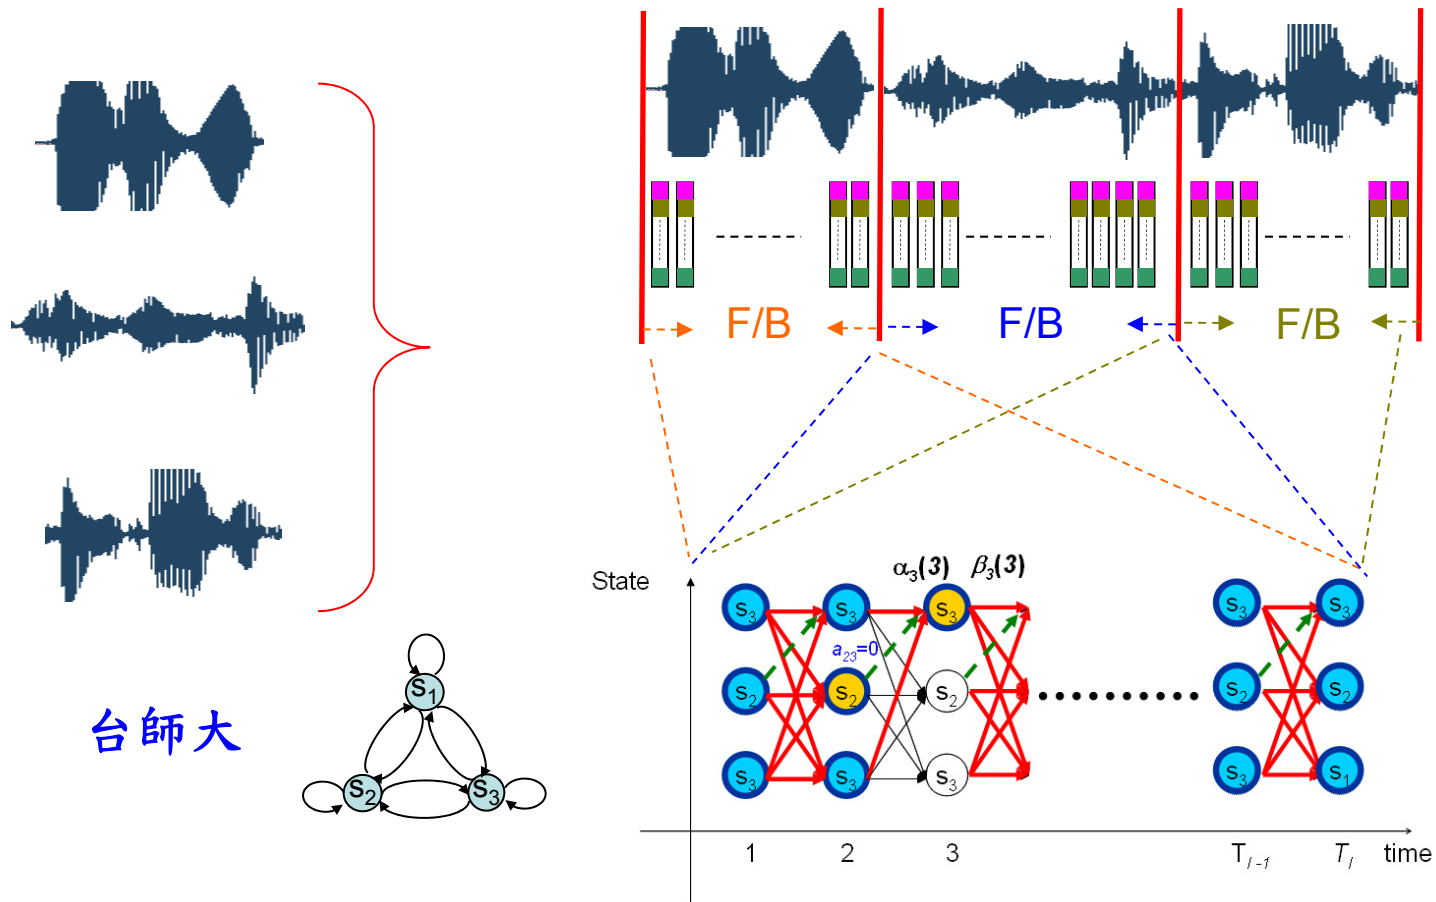 F/B F/B F/B
α3(3) β3(3)
State
s3 s3 s3 s3 s3
a23=0
s2 s2 s2 s2 s2
s3 s3 s3 s3 s1
1 2 3 Tl-1 Tl time
s1
s2 s3
台師大